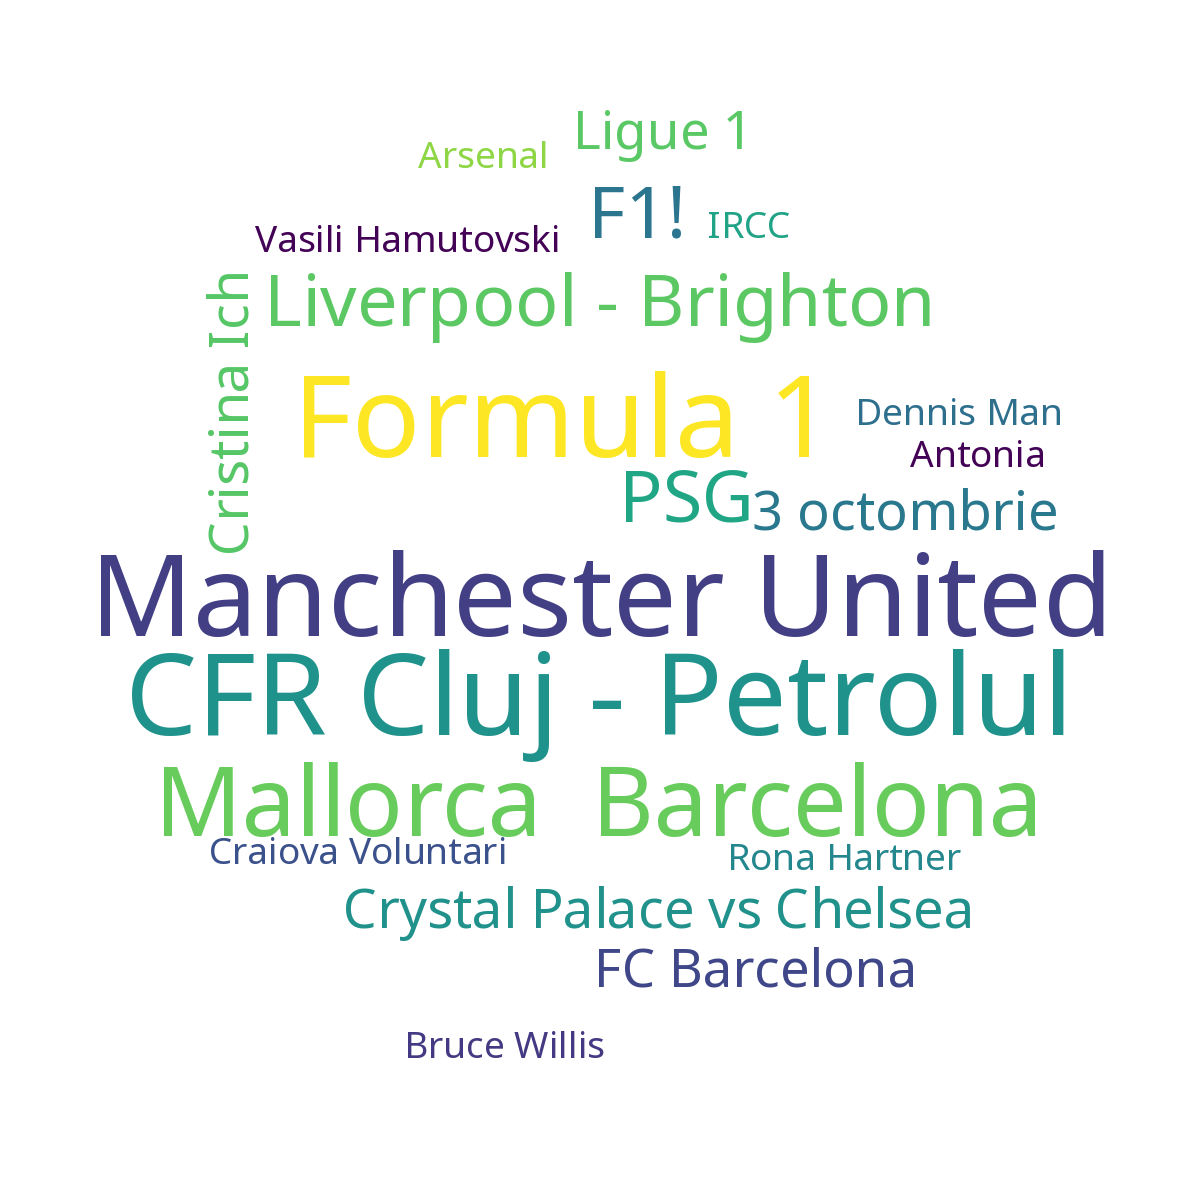 Ligue 1
Arsenal
F1!
IRCC
Vasili Hamutovski
Liverpool - Brighton
Cristina Ich
Formula 1
Dennis Man
Antonia
PSG
3 octombrie
Manchester United
CFR Cluj - Petrolul
Mallorca  Barcelona
Craiova Voluntari
Rona Hartner
Crystal Palace vs Chelsea
FC Barcelona
Bruce Willis